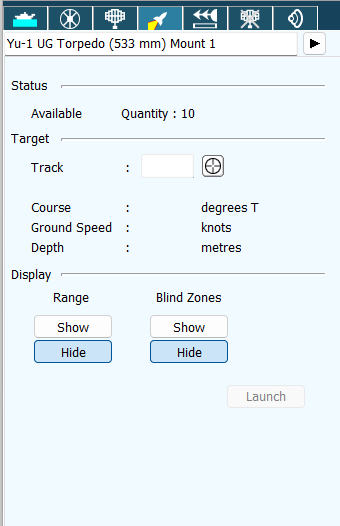 Yu-1 UG Torpedo (533 mm) Mount 1
Status
Available Quantity : 10
Target
Track :
Course : degrees T
Ground Speed : knots
Depth : metres
Display
Range Blind Zones
Show Show
Hide Hide
Launch